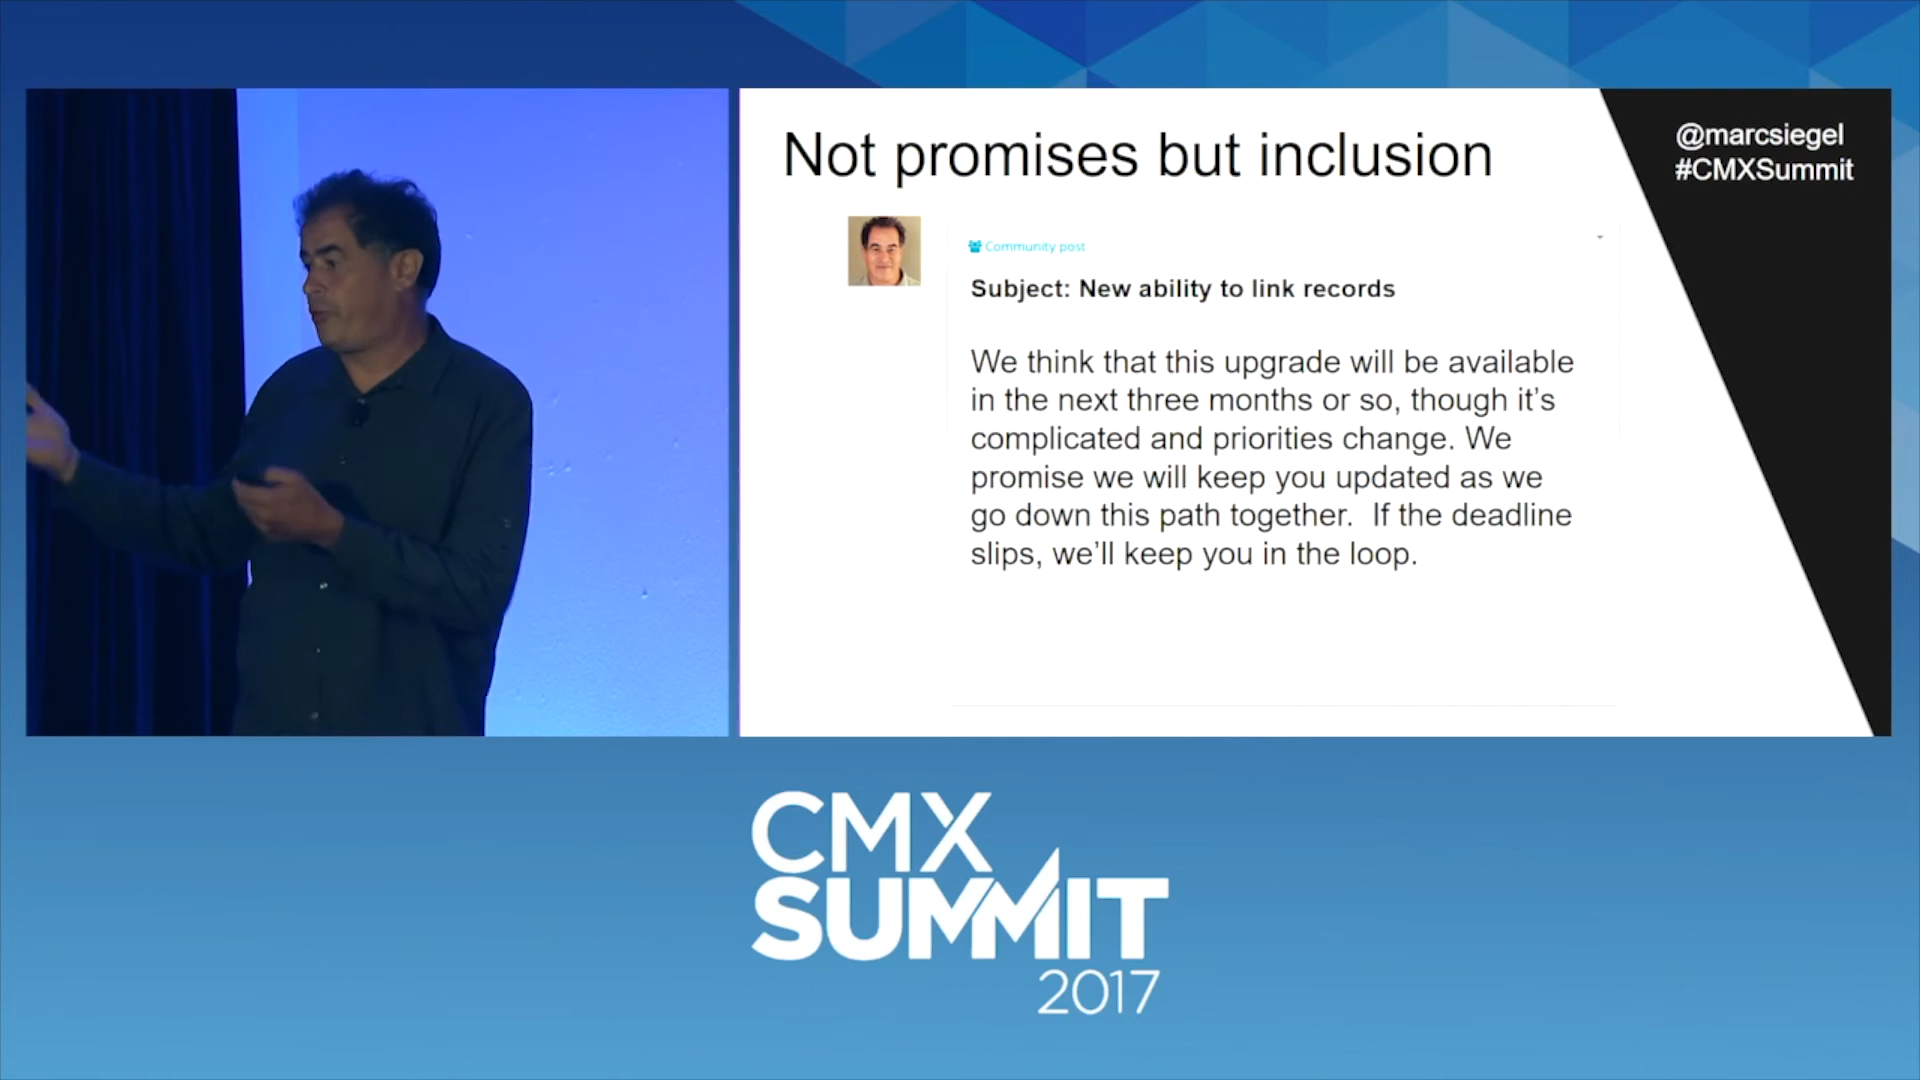 Not promises but inclusion
@marcsiegel
#CMXSummit
Community post
Subject: New ability to link records
We think that this upgrade will be available
in the next three months or so, though it’s
complicated and priorities change. We
promise we will keep you updated as we
go down this path together.  If the deadline
slips, we’ll keep you in the loop.
CMX
SUMMIT
2017